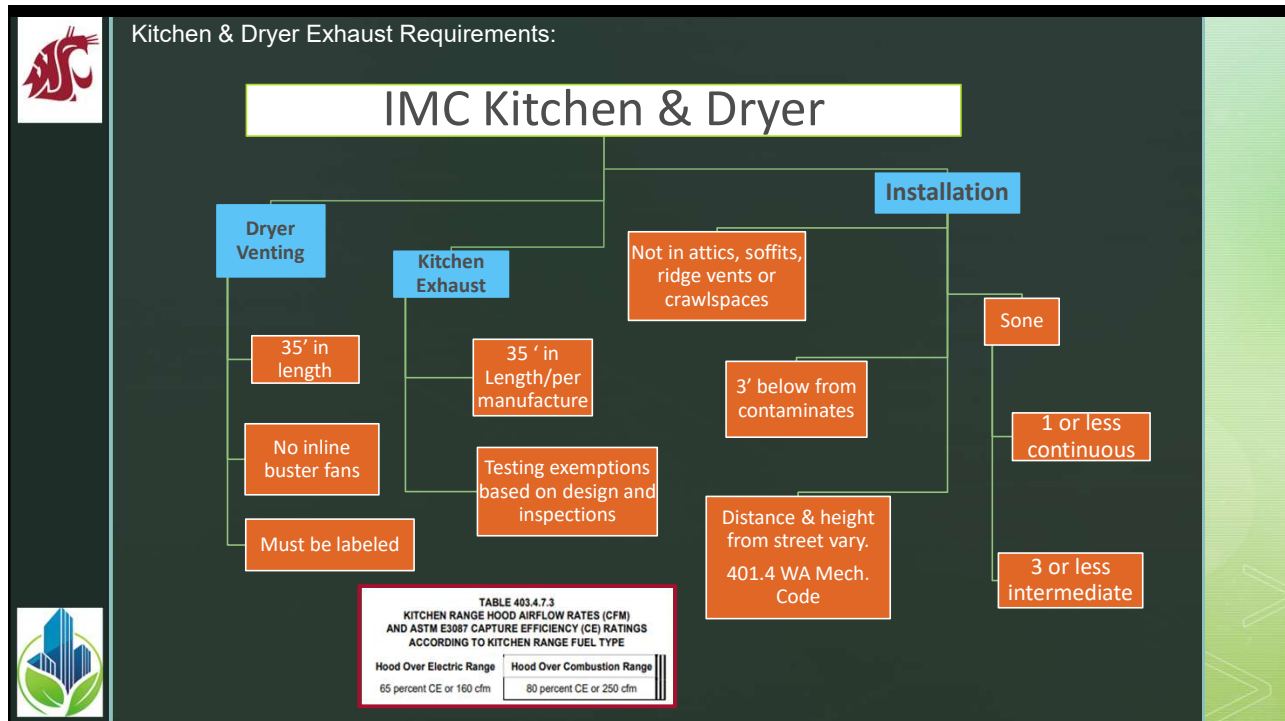 Kitchen & Dryer Exhaust Requirements:
IMC Kitchen & Dryer
Dryer
Venting
35' in
length
No inline
buster fans
Must be labeled
Kitchen
Exhaust
35 ' in
Length/per
manufacture
Testing exemptions
based on design and
inspections
Installation
Not in attics, soffits,
ridge vents or
crawlspaces
3' below from
contaminates
Distance & height
from street vary.
401.4 WA Mech.
Code
Sone
1 or less
continuous
3 or less
intermediate
TABLE 403.4.7.3
KITCHEN RANGE HOOD AIRFLOW RATES (CFM)
AND ASTM E3087 CAPTURE EFFICIENCY (CE) RATINGS
ACCORDING TO KITCHEN RANGE FUEL TYPE
Hood Over Electric Range Hood Over Combustion Range
65 percent CE or 160 cfm 80 percent CE or 250 cfm